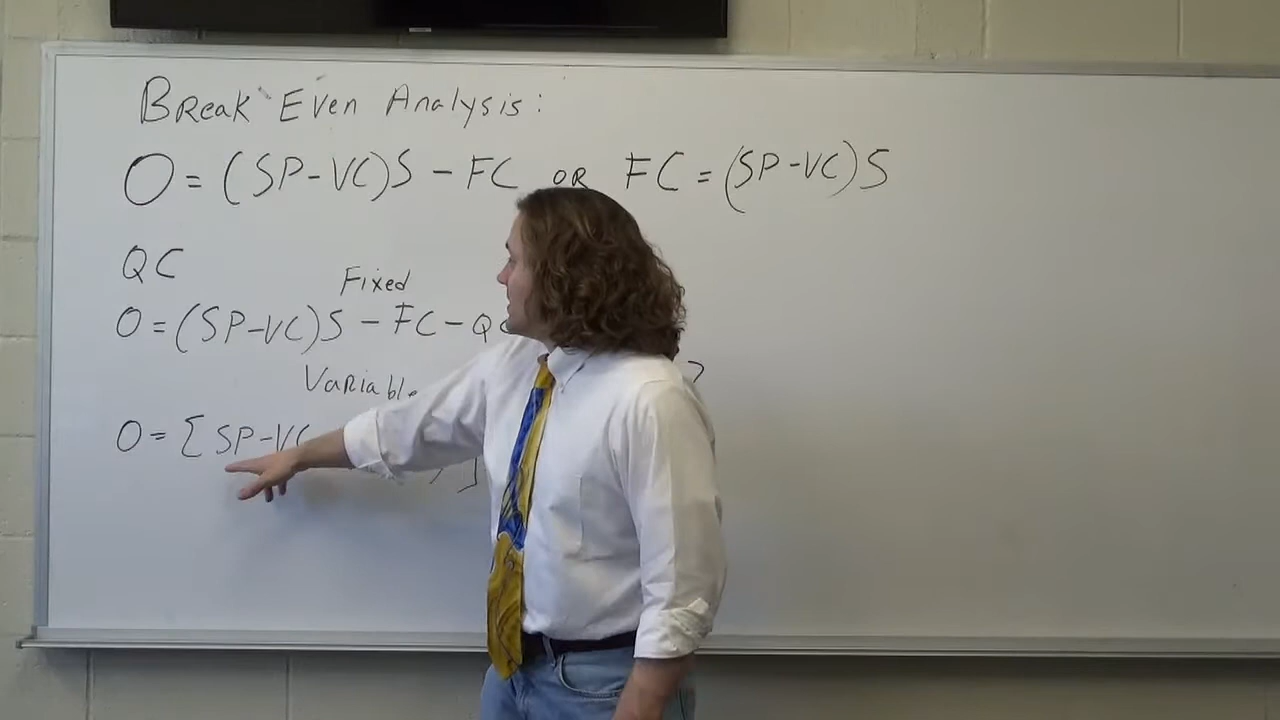 Break Even Analysis:
0 = (SP-VC)S - FC OR FC = (SP-VC)S
QC
Fixed
0 = (SP-VC)S - FC - Q
Variable
0 = [SP-VC
)]